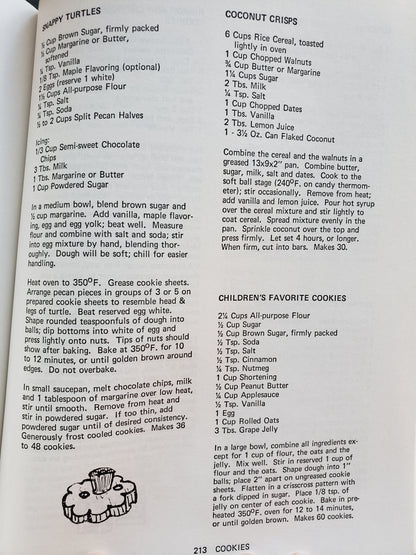 SNAPPY TURTLES
½ Cup Brown Sugar, firmly packed
½ Cup Margarine or Butter,
softened
¼ Tsp. Vanilla
1/8 Tsp. Maple Flavoring (optional)
2 Eggs (reserve 1 white)
1½ Cups All-purpose Flour
¼ Tsp. Salt
¼ Tsp. Soda
½ to 2 Cups Split Pecan Halves
Icing:
1/3 Cup Semi-sweet Chocolate
Chips
3 Tbs. Milk
1 Tbs. Margarine or Butter
1 Cup Powdered Sugar
In a medium bowl, blend brown sugar and
½ cup margarine. Add vanilla, maple flavor-
ing, egg and egg yolk; beat well. Measure
flour and combine with salt and soda; stir
into egg mixture by hand, blending thor-
oughly. Dough will be soft; chill for easier
handling.
Heat oven to 350°F. Grease cookie sheets.
Arrange pecan pieces in groups of 3 or 5 on
prepared cookie sheets to resemble head &
legs of turtle. Beat reserved egg white.
Shape rounded teaspoonfuls of dough into
balls; dip bottoms into white of egg and
press lightly onto nuts. Tips of nuts should
show after baking. Bake at 350°F. for 10
to 12 minutes, or until golden brown around
edges. Do not overbake.
In small saucepan, melt chocolate chips, milk
and 1 tablespoon of margarine over low heat,
stir until smooth. Remove from heat and
stir in powdered sugar. If too thin, add
powdered sugar until of desired consistency.
Generously frost cooled cookies. Makes 36
to 48 cookies.
COCONUT CRISPS
6 Cups Rice Cereal, toasted
lightly in oven
1 Cup Chopped Walnuts
¾ Cup Butter or Margarine
1¼ Cups Sugar
2 Tbs. Milk
¼ Tsp. Salt
1 Cup Chopped Dates
1 Tbs. Vanilla
2 Tbs. Lemon Juice
1 - 3½ Oz. Can Flaked Coconut
Combine the cereal and the walnuts in a
greased 13x9x2" pan. Combine butter,
sugar, milk, salt and dates. Cook to the
soft ball stage (240°F. on candy thermom-
eter); stir occasionally. Remove from heat;
add vanilla and lemon juice. Pour hot syrup
over the cereal mixture and stir lightly to
coat cereal. Spread mixture evenly in the
pan. Sprinkle coconut over the top and
press firmly. Let set 4 hours, or longer.
When firm, cut into bars. Makes 30.
CHILDREN'S FAVORITE COOKIES
2¼ Cups All-purpose Flour
½ Cup Sugar
½ Cup Brown Sugar, firmly packed
½ Tsp. Soda
½ Tsp. Salt
½ Tsp. Cinnamon
¼ Tsp. Nutmeg
1 Cup Shortening
½ Cup Peanut Butter
¼ Cup Applesauce
½ Tsp. Vanilla
1 Egg
1 Cup Rolled Oats
3 Tbs. Grape Jelly
In a large bowl, combine all ingredients ex-
cept for 1 cup of flour, the oats and the
jelly. Mix well. Stir in reserved 1 cup of
flour and the oats. Shape dough into 1"
balls; place 2" apart on ungreased cookie
sheets. Flatten in a crisscross pattern with
a fork dipped in sugar. Place 1/8 tsp. of
jelly on center of each cookie. Bake in pre-
heated 350°F. oven for 12 to 14 minutes,
or until golden brown. Makes 60 cookies.
213 COOKIES